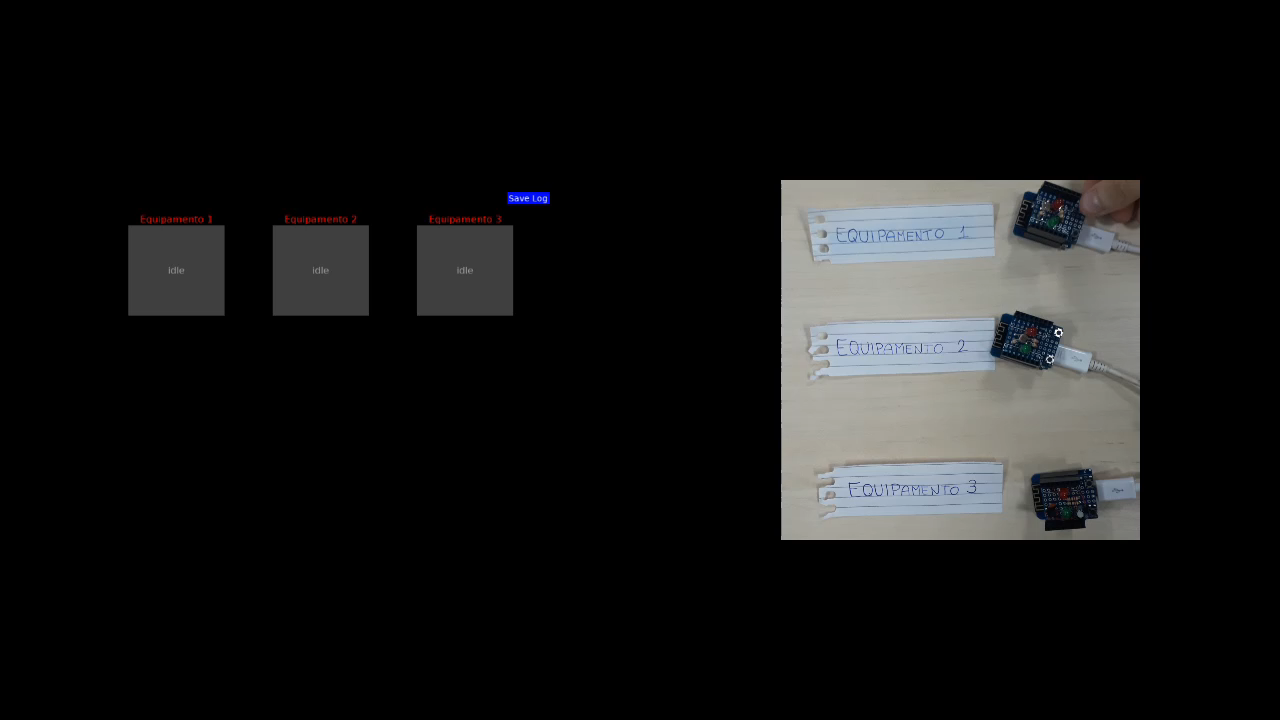 Save Log
Equipamento 1
Equipamento 2
Equipamento 3
idle
idle
idle
EQUIPAMENTO 1
EQUIPAMENTO 2
EQUIPAMENTO 3